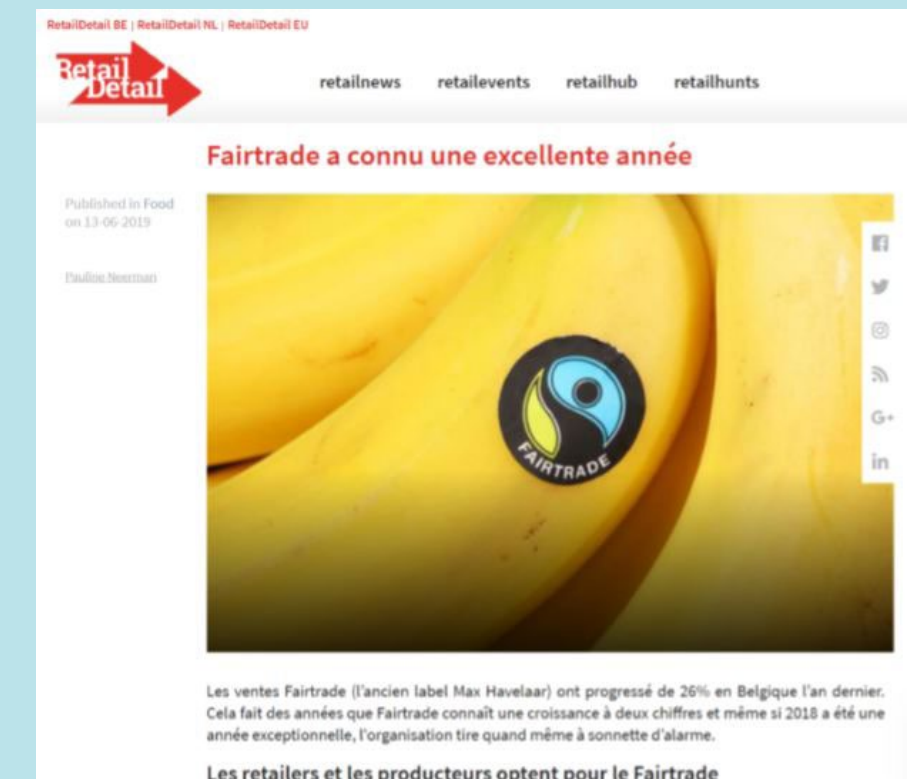 RetailDetail BE | RetailDetail NL | RetailDetail EU
Retail
Detail
retailnews retailevents retailhub retailhunts
Fairtrade a connu une excellente année
Published in Food
on 13-06-2019
Pauline Neerman
FAIRTRADE
G+
in
Les ventes Fairtrade (l'ancien label Max Havelaar) ont progressé de 26% en Belgique l'an dernier.
Cela fait des années que Fairtrade connaît une croissance à deux chiffres et même si 2018 a été une
année exceptionnelle, l'organisation tire quand même à sonnette d'alarme.
Les retailers et les producteurs optent pour le Fairtrade